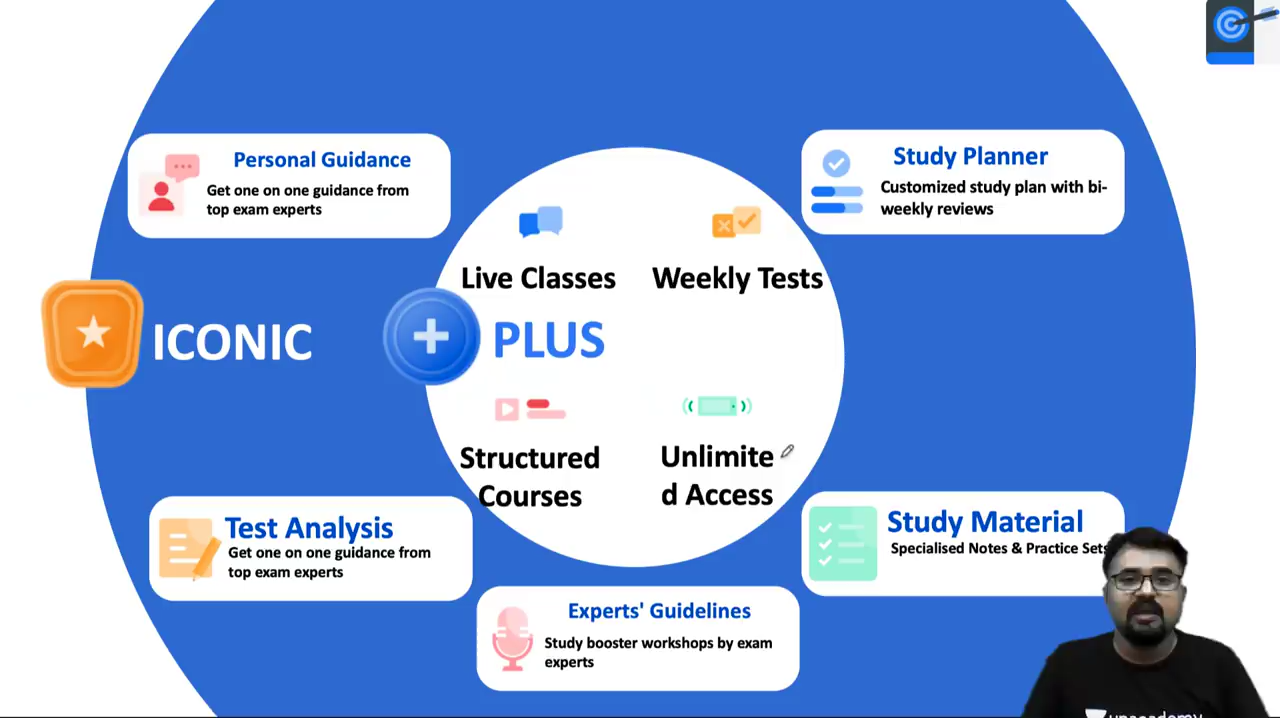 Personal Guidance
Get one on one guidance from
top exam experts
Study Planner
Customized study plan with bi-
weekly reviews
Live Classes
Weekly Tests
ICONIC
PLUS
Structured
Courses
Unlimite
d Access
Test Analysis
Get one on one guidance from
top exam experts
Study Material
Specialised Notes & Practice Sets
Experts' Guidelines
Study booster workshops by exam
experts
unacademy